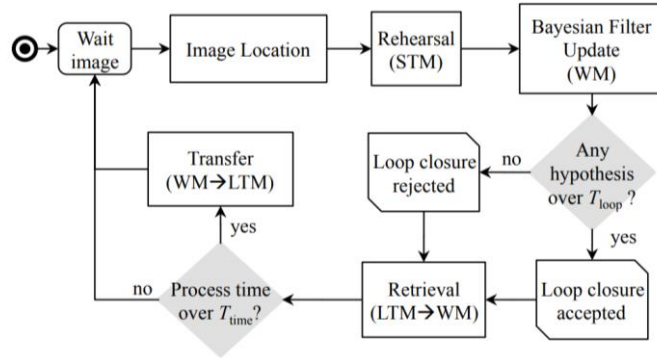 Wait
image
Image Location
Rehearsal
(STM)
Bayesian Filter
Update
(WM)
Any
hypothesis
over T_loop ?
no
yes
Loop closure
rejected
Loop closure
accepted
Retrieval
(LTM→WM)
Process time
over T_time?
yes
no
Transfer
(WM→LTM)